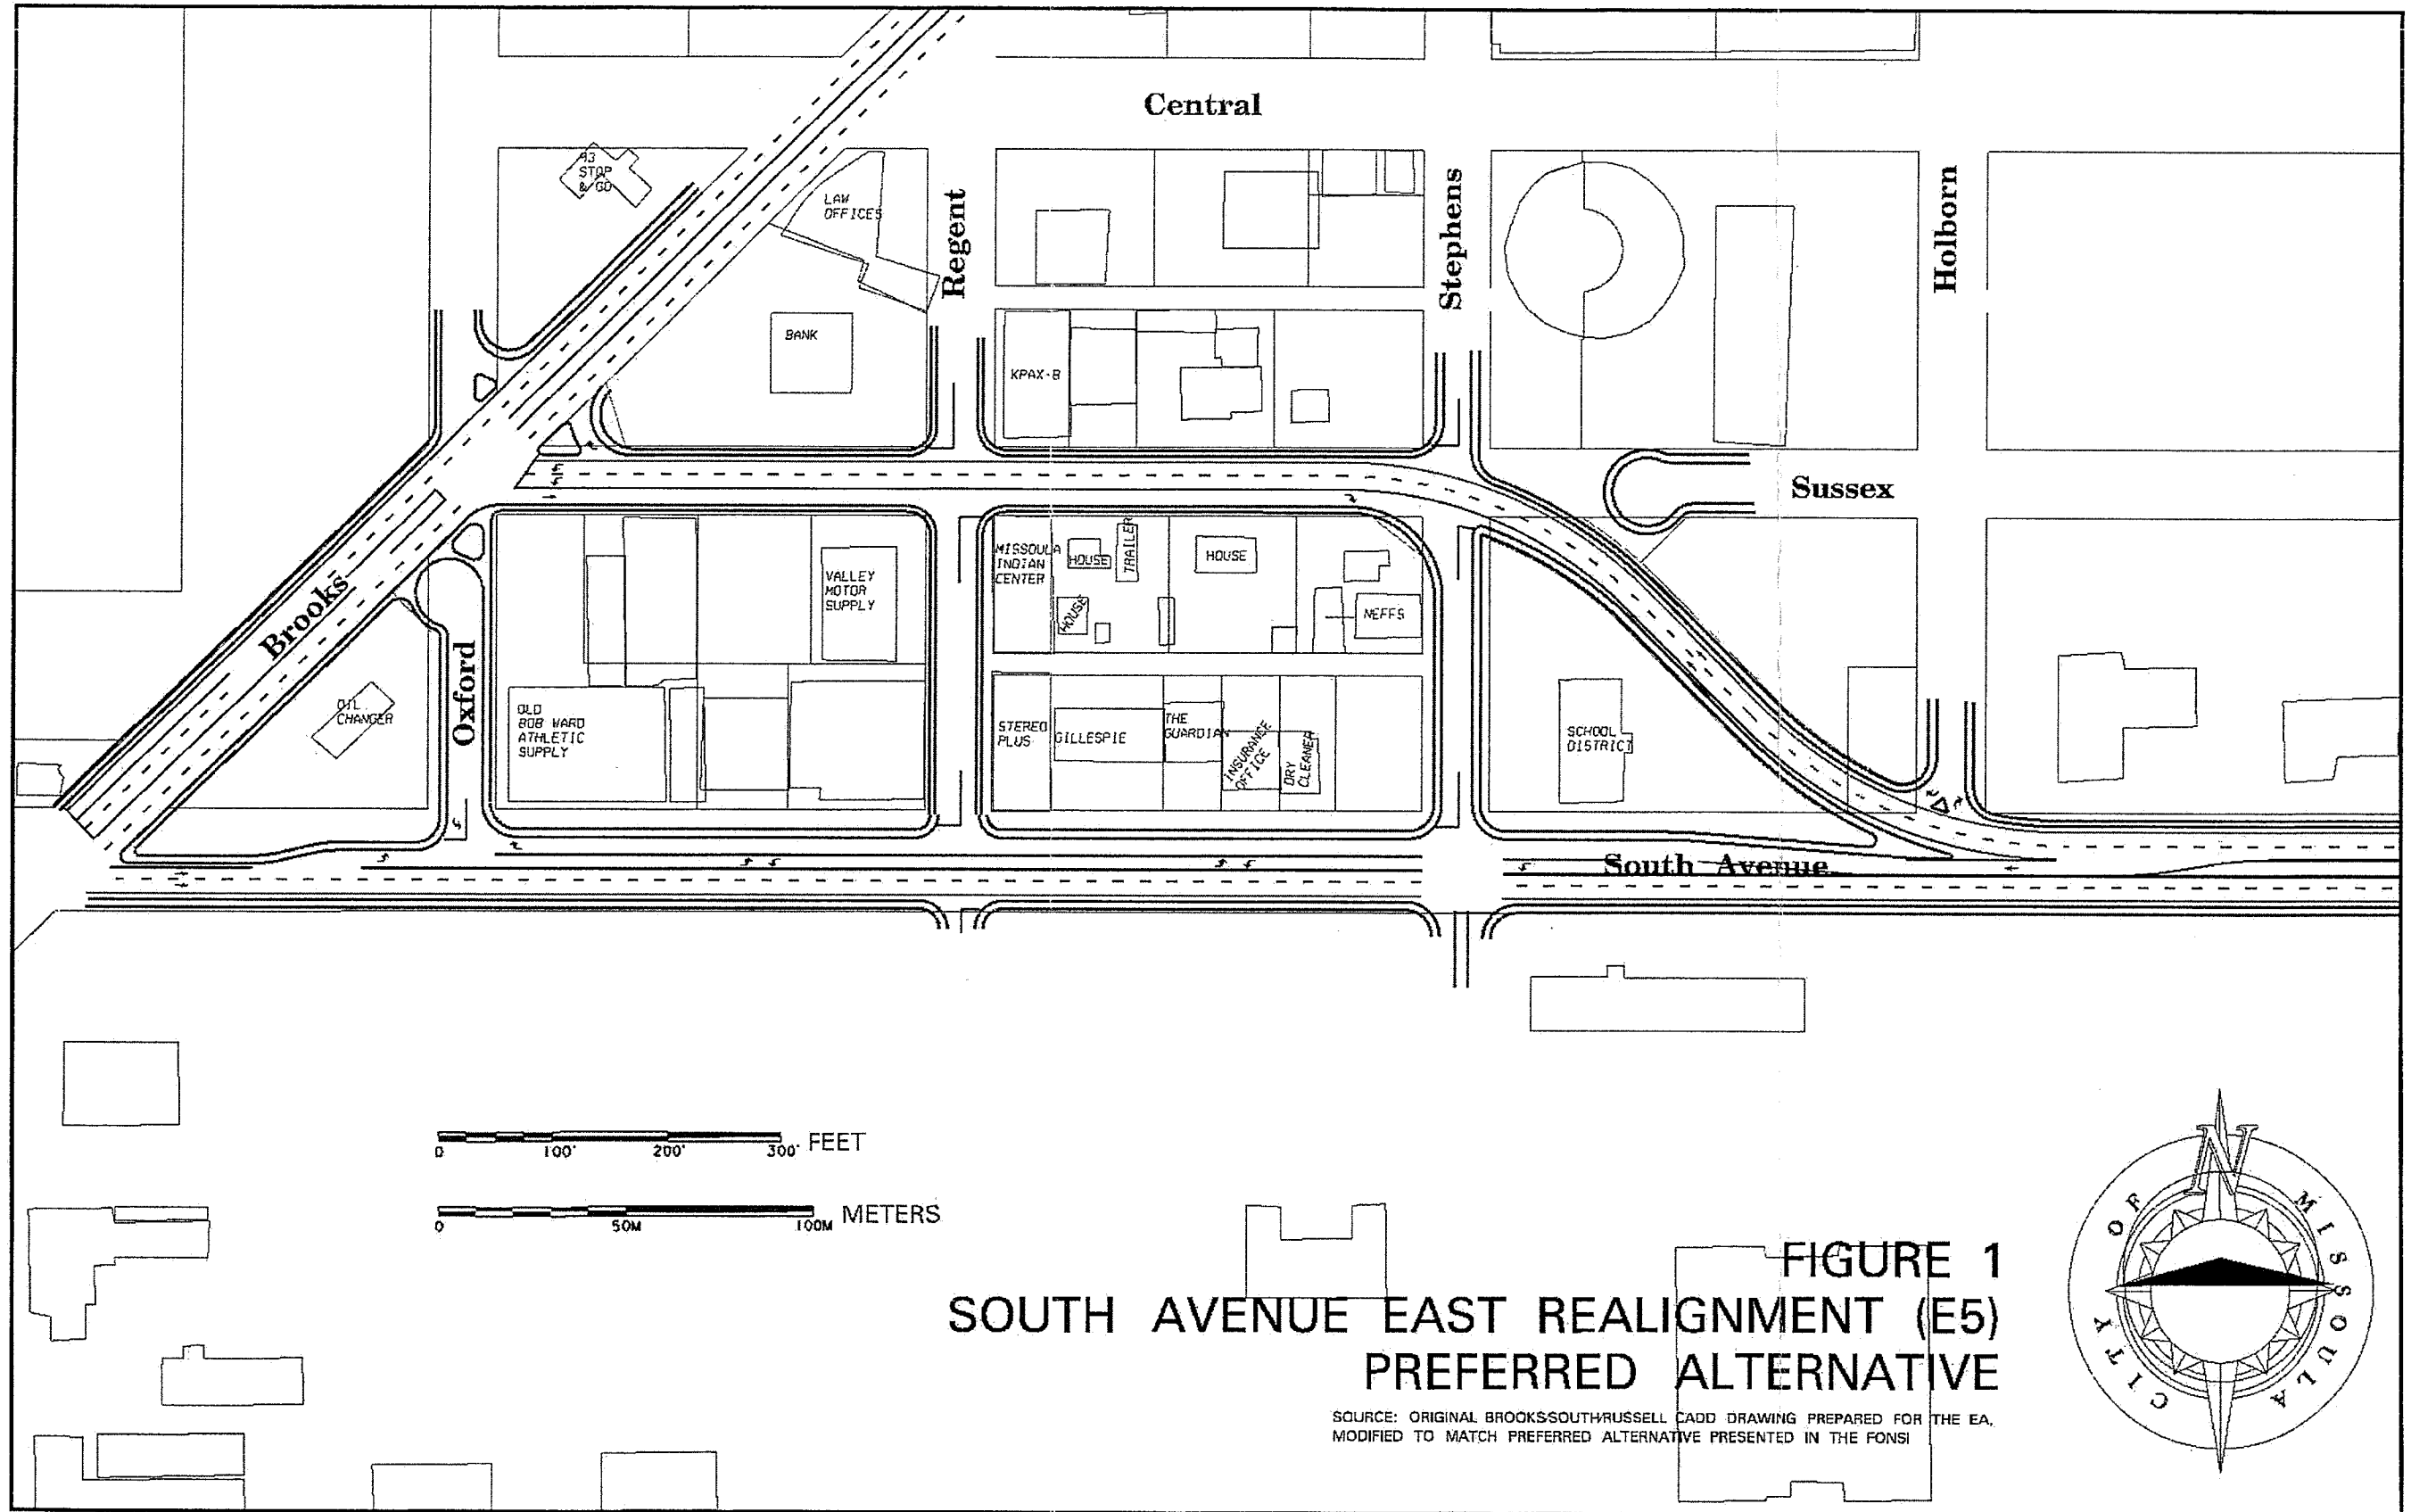 Central
93
STOP
& GO
LAW
OFFICES
Regent
Stephens
Holborn
BANK
KPAX-8
Sussex
Brooks
Oxford
MISSOULA
INDIAN
CENTER
HOUSE
TRAILER
HOUSE
HOUSE
NEFFS
VALLEY
MOTOR
SUPPLY
OIL
CHANGER
OLD
BOB WARD
ATHLETIC
SUPPLY
STEREO
PLUS
GILLESPIE
THE
GUARDIAN
INSURANCE
OFFICE
DRY
CLEANER
SCHOOL
DISTRICT
South Avenue
0 100' 200' 300' FEET
0 50M 100M METERS
FIGURE 1
SOUTH AVENUE EAST REALIGNMENT (E5)
PREFERRED ALTERNATIVE
SOURCE: ORIGINAL BROOKS/SOUTH/RUSSELL CADD DRAWING PREPARED FOR THE EA,
MODIFIED TO MATCH PREFERRED ALTERNATIVE PRESENTED IN THE FONSI
N
CITY OF MISSOULA